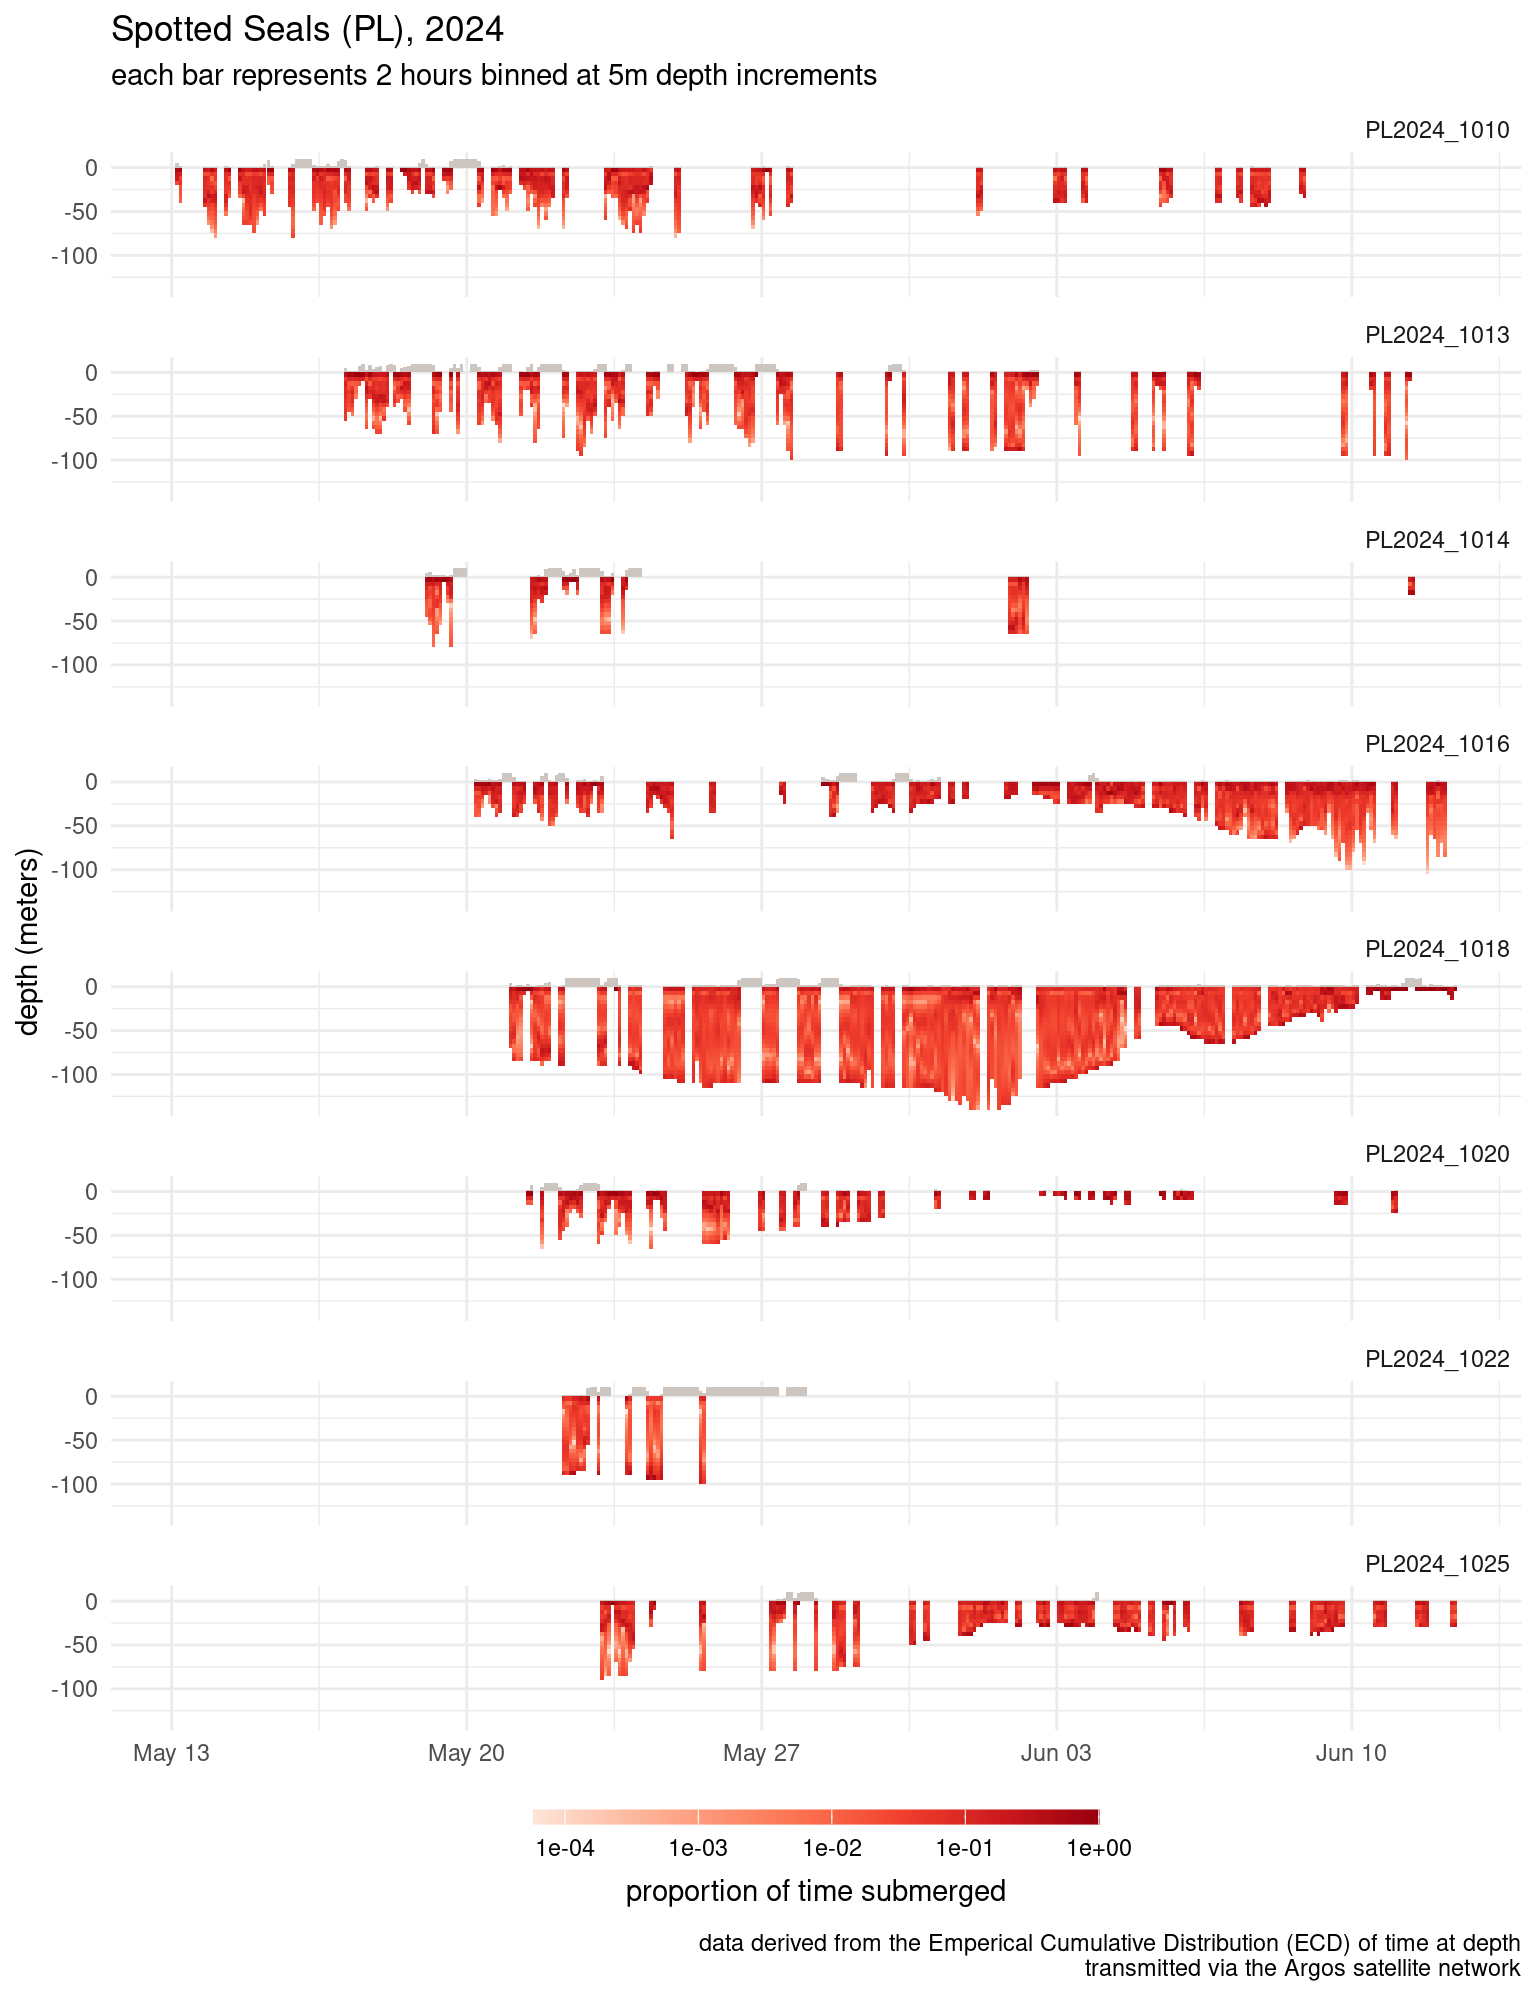 Spotted Seals (PL), 2024
each bar represents 2 hours binned at 5m depth increments
PL2024_1010
0
-50
-100
PL2024_1013
0
-50
-100
PL2024_1014
0
-50
-100
PL2024_1016
0
-50
-100
depth (meters)
PL2024_1018
0
-50
-100
PL2024_1020
0
-50
-100
PL2024_1022
0
-50
-100
PL2024_1025
0
-50
-100
May 13 May 20 May 27 Jun 03 Jun 10
1e-04 1e-03 1e-02 1e-01 1e+00
proportion of time submerged
data derived from the Emperical Cumulative Distribution (ECD) of time at depth
transmitted via the Argos satellite network